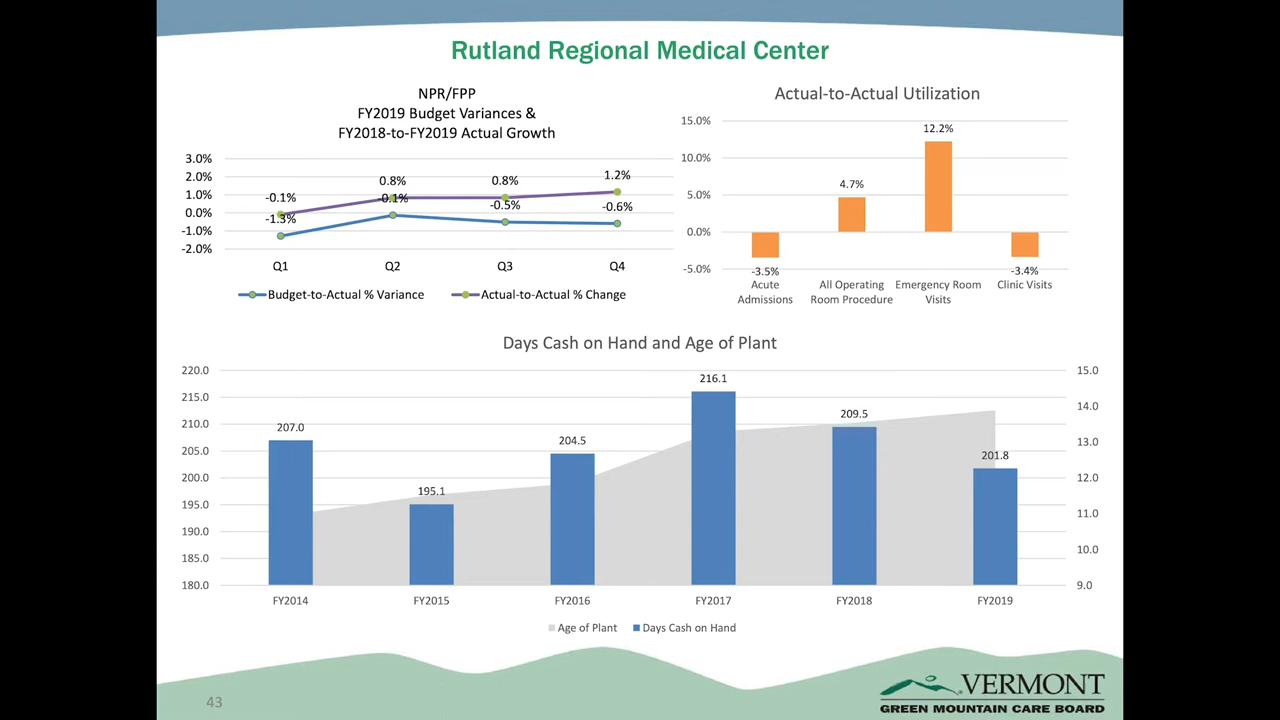 Rutland Regional Medical Center
NPR/FPP
FY2019 Budget Variances &
FY2018-to-FY2019 Actual Growth
3.0%
2.0%
1.0%
0.0%
-1.0%
-2.0%
-0.1%
0.8%
0.8%
1.2%
-1.3%
-0.1%
-0.5%
-0.6%
Q1 Q2 Q3 Q4
Budget-to-Actual % Variance Actual-to-Actual % Change
Actual-to-Actual Utilization
15.0%
10.0%
5.0%
0.0%
-5.0%
-3.5%
4.7%
12.2%
-3.4%
Acute
Admissions
All Operating
Room Procedure
Emergency Room
Visits
Clinic Visits
Days Cash on Hand and Age of Plant
220.0
215.0
210.0
205.0
200.0
195.0
190.0
185.0
180.0
207.0
195.1
204.5
216.1
209.5
201.8
15.0
14.0
13.0
12.0
11.0
10.0
9.0
FY2014 FY2015 FY2016 FY2017 FY2018 FY2019
Age of Plant Days Cash on Hand
43
VERMONT
GREEN MOUNTAIN CARE BOARD